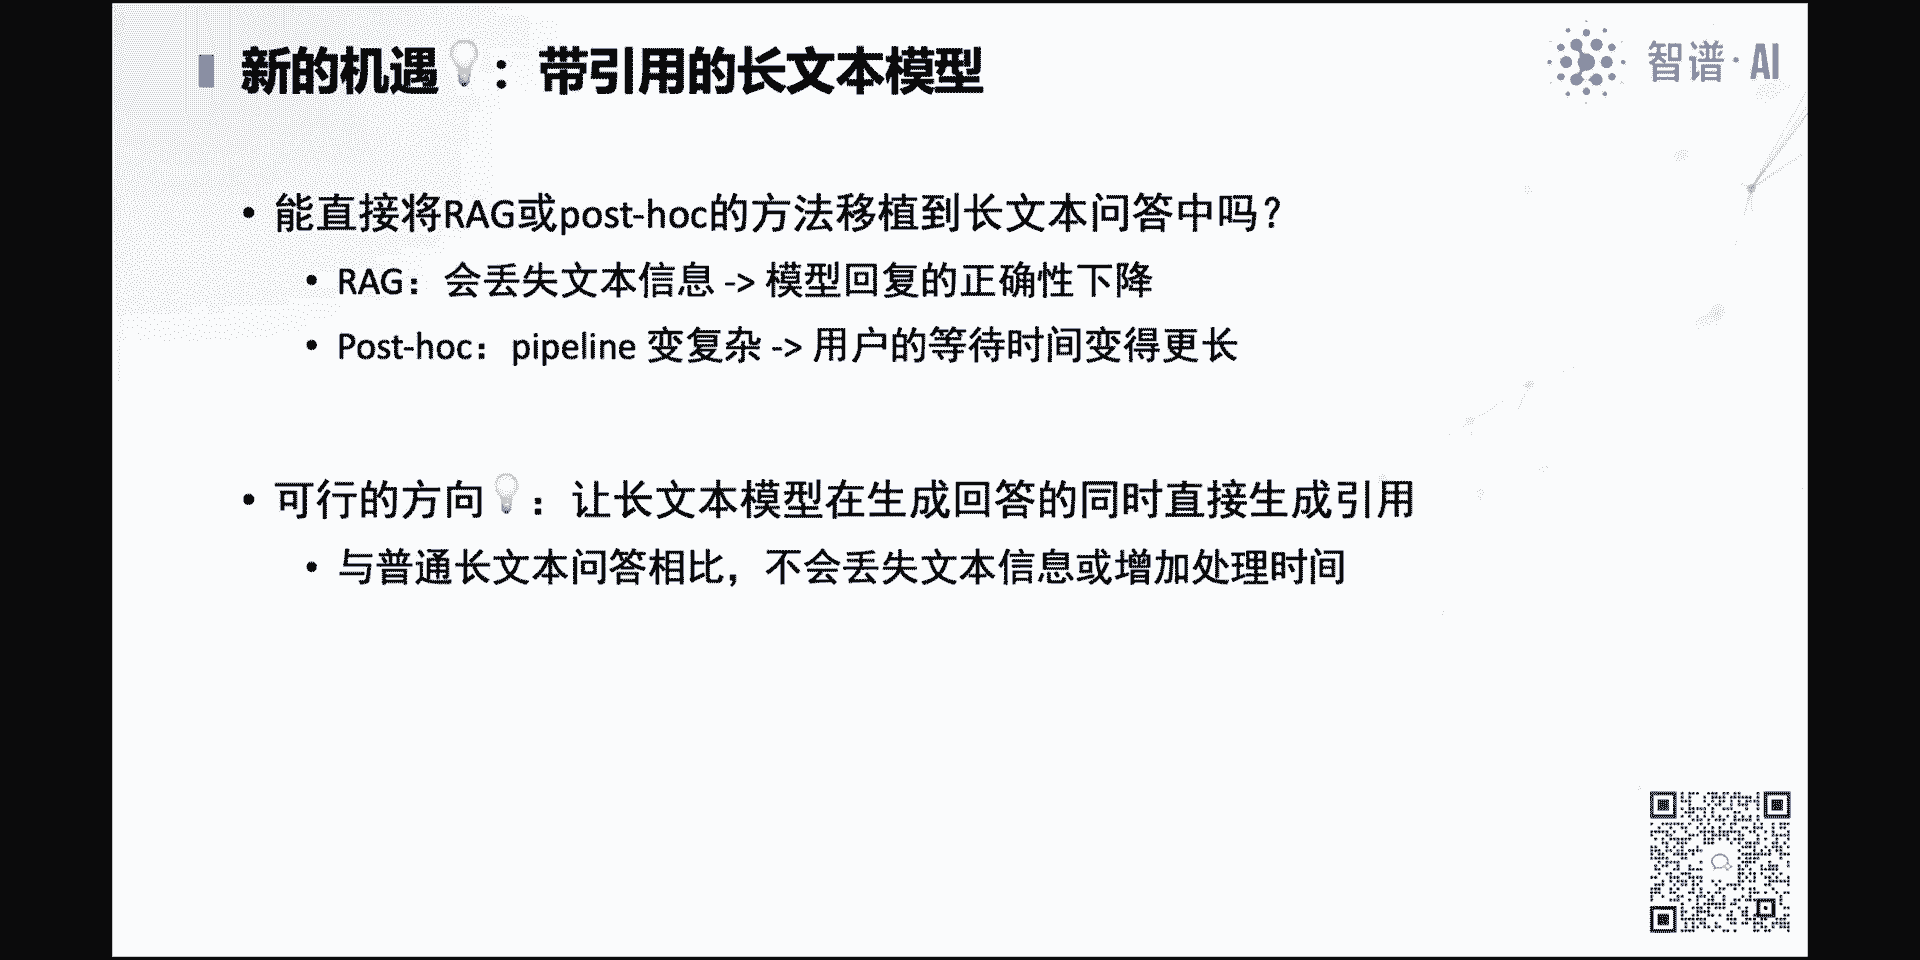 新的机遇💡：带引用的长文本模型
智谱·AI
• 能直接将RAG或post-hoc的方法移植到长文本问答中吗？
• RAG：会丢失文本信息 -> 模型回复的正确性下降
• Post-hoc：pipeline 变复杂 -> 用户的等待时间变得更长
• 可行的方向💡：让长文本模型在生成回答的同时直接生成引用
• 与普通长文本问答相比，不会丢失文本信息或增加处理时间